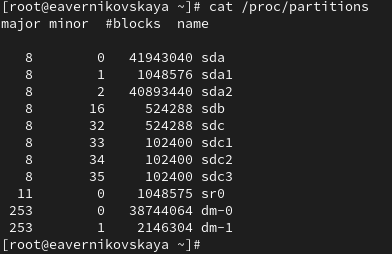 [root@eavernikovskaya ~]# cat /proc/partitions
major minor  #blocks  name

   8        0   41943040 sda
   8        1    1048576 sda1
   8        2   40893440 sda2
   8       16     524288 sdb
   8       32     524288 sdc
   8       33     102400 sdc1
   8       34     102400 sdc2
   8       35     102400 sdc3
  11        0    1048575 sr0
 253        0   38744064 dm-0
 253        1    2146304 dm-1
[root@eavernikovskaya ~]#